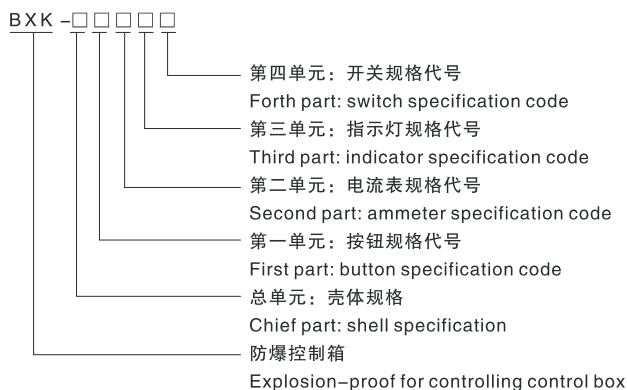 BXK-□□□□□
第四单元：开关规格代号
Forth part: switch specification code
第三单元：指示灯规格代号
Third part: indicator specification code
第二单元：电流表规格代号
Second part: ammeter specification code
第一单元：按钮规格代号
First part: button specification code
总单元：壳体规格
Chief part: shell specification
防爆控制箱
Explosion-proof for controlling control box